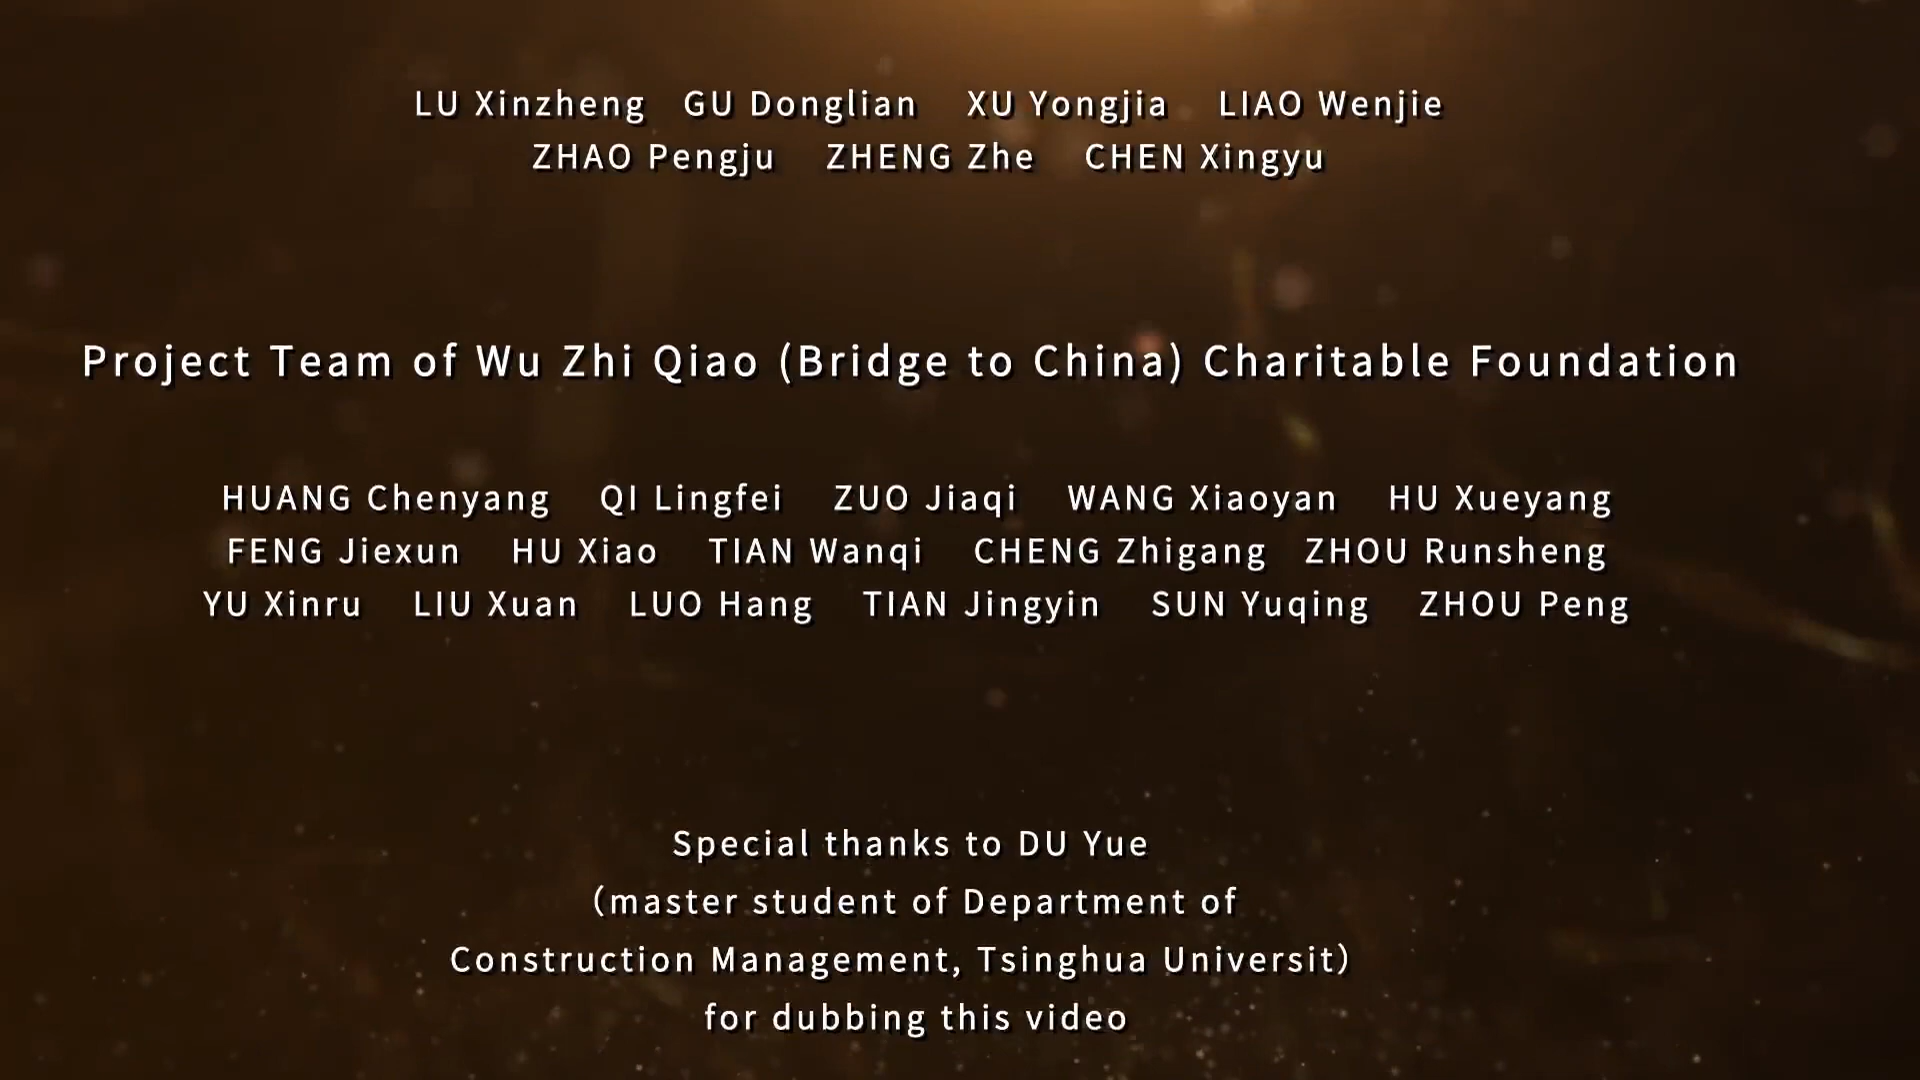 LU Xinzheng GU Donglian XU Yongjia LIAO Wenjie
ZHAO Pengju ZHENG Zhe CHEN Xingyu
Project Team of Wu Zhi Qiao (Bridge to China) Charitable Foundation
HUANG Chenyang QI Lingfei ZUO Jiaqi WANG Xiaoyan HU Xueyang
FENG Jiexun HU Xiao TIAN Wanqi CHENG Zhigang ZHOU Runsheng
YU Xinru LIU Xuan LUO Hang TIAN Jingyin SUN Yuqing ZHOU Peng
Special thanks to DU Yue
(master student of Department of
Construction Management, Tsinghua Universit)
for dubbing this video